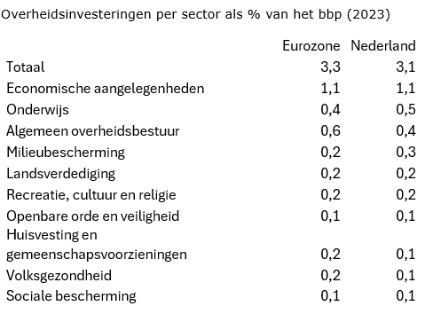 Overheidsinvesteringen per sector als % van het bbp (2023)
Eurozone Nederland
Totaal 3,3 3,1
Economische aangelegenheden 1,1 1,1
Onderwijs 0,4 0,5
Algemeen overheidsbestuur 0,6 0,4
Milieubescherming 0,2 0,3
Landsverdediging 0,2 0,2
Recreatie, cultuur en religie 0,2 0,2
Openbare orde en veiligheid 0,1 0,1
Huisvesting en
gemeenschapsvoorzieningen 0,2 0,1
Volksgezondheid 0,2 0,1
Sociale bescherming 0,1 0,1